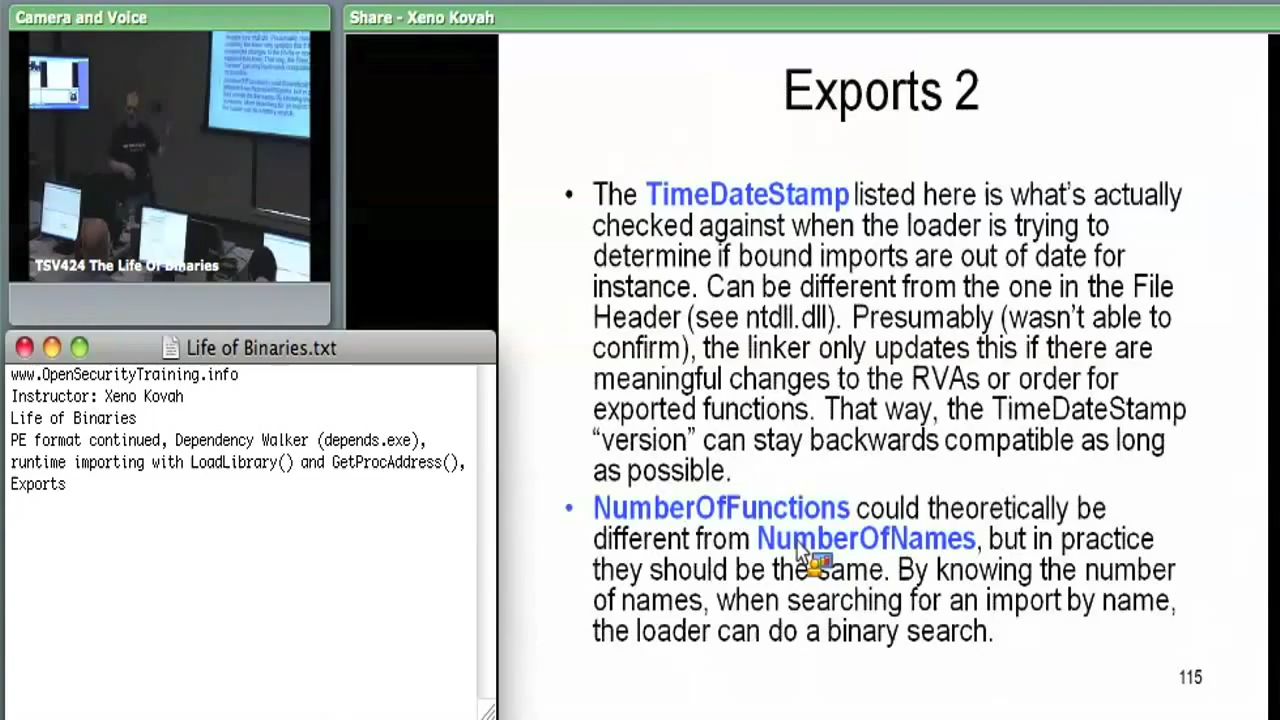 Camera and Voice
Share - Xeno Kovah
TSV424 The Life Of Binaries
Life of Binaries.txt
www.OpenSecurityTraining.info
Instructor: Xeno Kovah
Life of Binaries
PE format continued, Dependency Walker (depends.exe),
runtime importing with LoadLibrary() and GetProcAddress(),
Exports
Exports 2
• The TimeDateStamp listed here is what's actually
checked against when the loader is trying to
determine if bound imports are out of date for
instance. Can be different from the one in the File
Header (see ntdll.dll). Presumably (wasn't able to
confirm), the linker only updates this if there are
meaningful changes to the RVAs or order for
exported functions. That way, the TimeDateStamp
“version” can stay backwards compatible as long
as possible.
• NumberOfFunctions could theoretically be
different from NumberOfNames, but in practice
they should be the same. By knowing the number
of names, when searching for an import by name,
the loader can do a binary search.
115